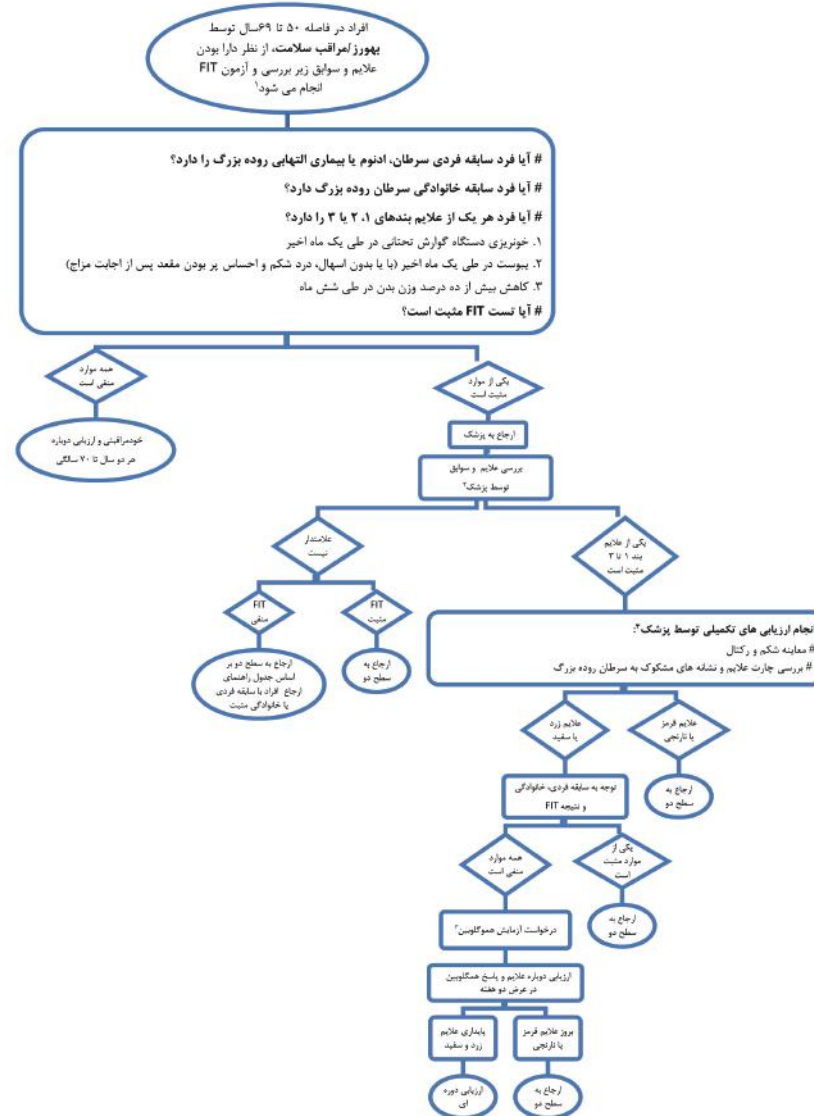 افراد در فاصله ۵۰ تا ۶۹سال توسط
بهورز/مراقب سلامت، از نظر دارا بودن
علایم و سوابق زیر بررسی و آزمون FIT
انجام می شود۱
# آیا فرد سابقه فردی سرطان، ادنوم یا بیماری التهابی روده بزرگ را دارد؟
# آیا فرد سابقه خانوادگی سرطان روده بزرگ دارد؟
# آیا فرد هر یک از علایم بندهای ۱، ۲ یا ۳ را دارد؟
۱. خونریزی دستگاه گوارش تحتانی در طی یک ماه اخیر
۲. یبوست در طی یک ماه اخیر (با یا بدون اسهال، درد شکم و احساس پر بودن مقعد پس از اجابت مزاج)
۳. کاهش بیش از ده درصد وزن بدن در طی شش ماه
# آیا تست FIT مثبت است؟
همه موارد
منفی است
خودمراقبتی و ارزیابی دوباره
هر دو سال تا ۷۰ سالگی
یکی از موارد
مثبت است
ارجاع به پزشک
بررسی علایم و سوابق
توسط پزشک۲
علامتدار
نیست
FIT
منفی
FIT
مثبت
ارجاع به سطح دو بر
اساس جدول راهنمای
ارجاع افراد با سابقه فردی
یا خانوادگی مثبت
ارجاع به
سطح دو
یکی از علایم
بند ۱ تا ۳
مثبت است
انجام ارزیابی های تکمیلی توسط پزشک۳:
# معاینه شکم و رکتال
# بررسی چارت علایم و نشانه های مشکوک به سرطان روده بزرگ
علایم زرد
یا سفید
علایم قرمز
یا نارنجی
ارجاع به
سطح دو
توجه به سابقه فردی، خانوادگی
و نتیجه FIT
همه موارد
منفی است
یکی از
موارد مثبت
است
ارجاع به
سطح دو
درخواست آزمایش هموگلوبین۳
ارزیابی دوباره علایم و پاسخ همگلوبین
در عرض دو هفته
پایداری علایم
زرد و سفید
بروز علایم قرمز
یا نارنجی
ارزیابی دوره
ای
ارجاع به
سطح دو